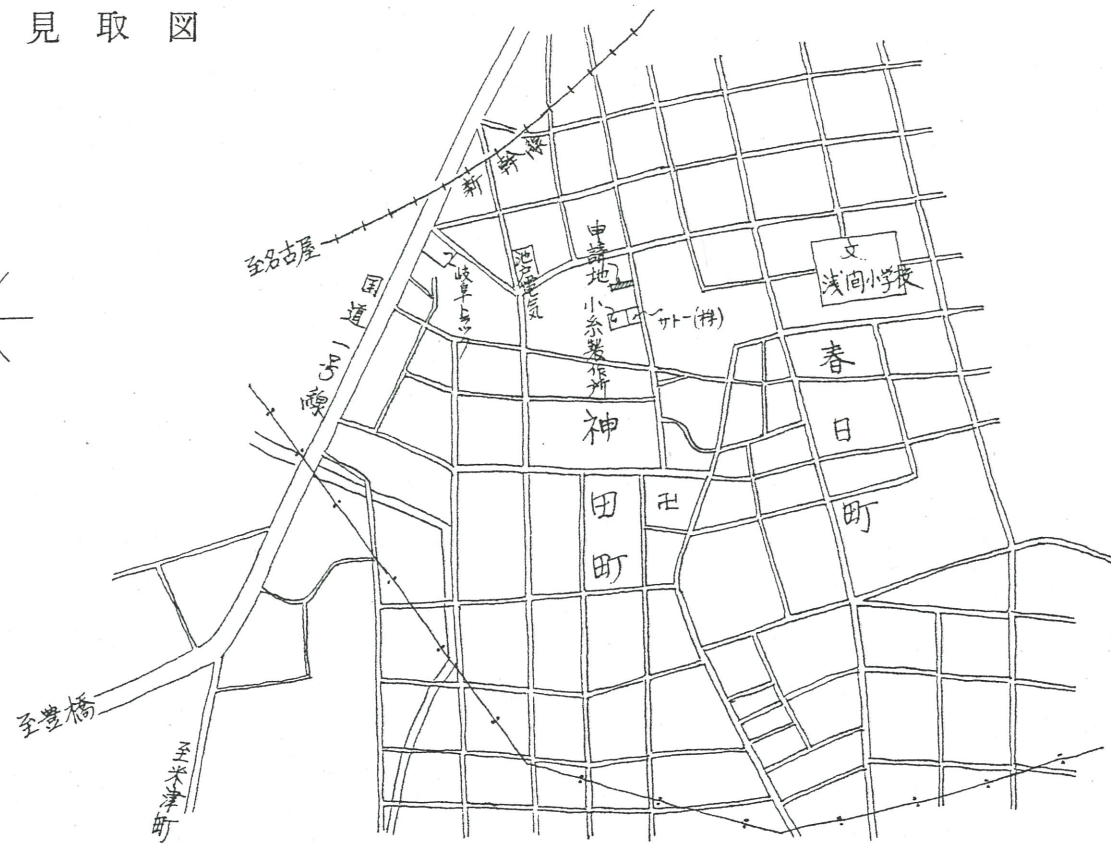 見取図
新幹線
至名古屋
国道一号線
岐阜トラック
池戸電気
申請地
小糸製作所
サトー(株)
文
浅間小学校
春日町
神田町
卍
至豊橋
至米津町